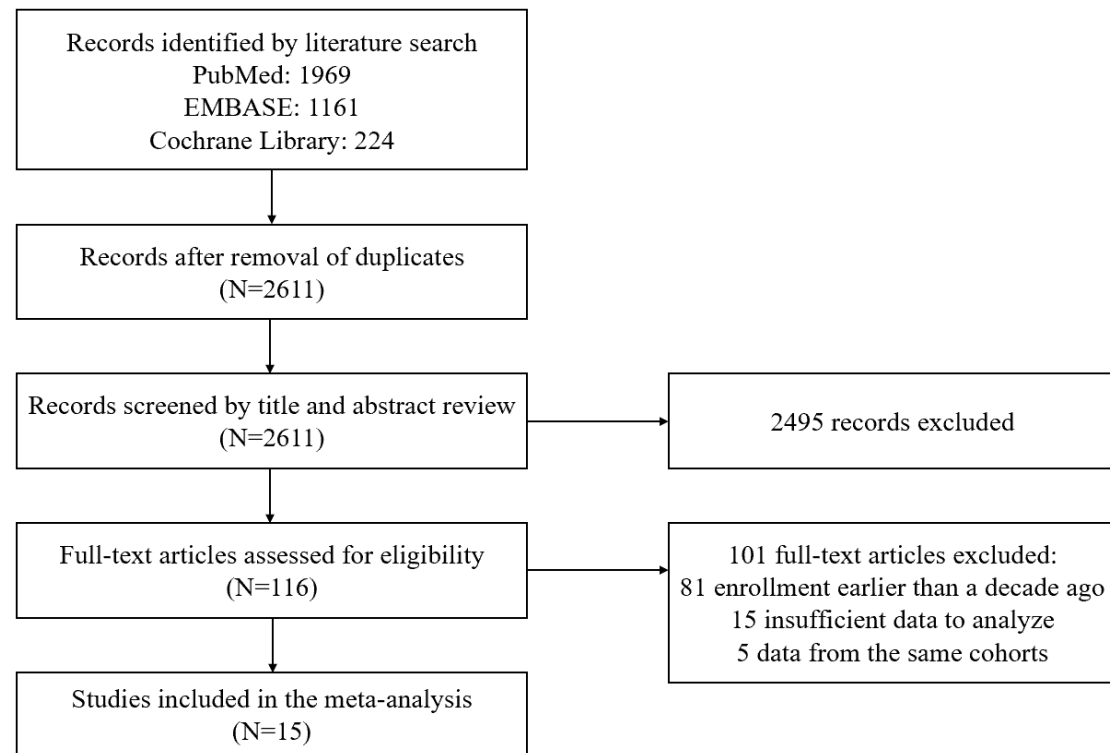 Records identified by literature search
PubMed: 1969
EMBASE: 1161
Cochrane Library: 224
Records after removal of duplicates
(N=2611)
Records screened by title and abstract review
(N=2611)
2495 records excluded
Full-text articles assessed for eligibility
(N=116)
101 full-text articles excluded:
81 enrollment earlier than a decade ago
15 insufficient data to analyze
5 data from the same cohorts
Studies included in the meta-analysis
(N=15)